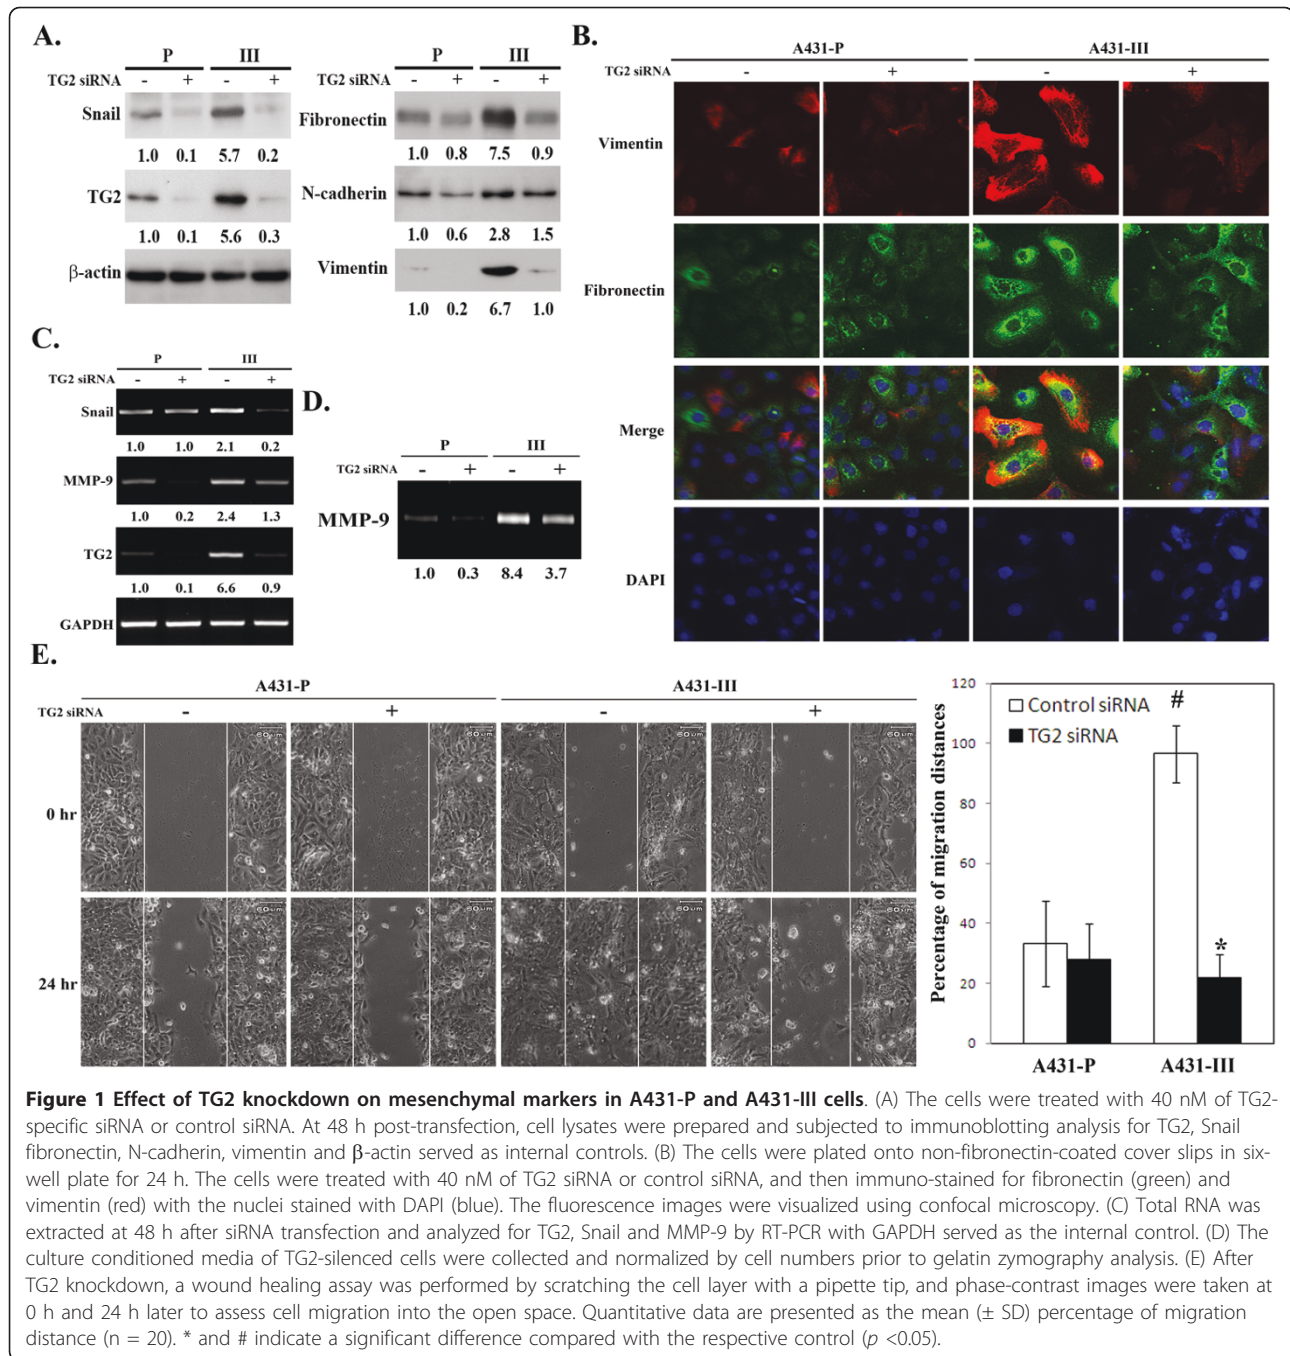 A.
P III
TG2 siRNA - + - +
Snail
1.0 0.1 5.7 0.2
TG2
1.0 0.1 5.6 0.3
β-actin
P III
TG2 siRNA - + - +
Fibronectin
1.0 0.8 7.5 0.9
N-cadherin
1.0 0.6 2.8 1.5
Vimentin
1.0 0.2 6.7 1.0
B.
A431-P A431-III
TG2 siRNA - + - +
Vimentin
Fibronectin
Merge
DAPI
C.
P III
TG2 siRNA - + - +
Snail
1.0 1.0 2.1 0.2
MMP-9
1.0 0.2 2.4 1.3
TG2
1.0 0.1 6.6 0.9
GAPDH
D.
P III
TG2 siRNA - + - +
MMP-9
1.0 0.3 8.4 3.7
E.
A431-P A431-III
TG2 siRNA - + - +
60 um 60 um 60 um 60 um
0 hr
60 um 60 um 60 um 60 um
24 hr
Percentage of migration distances
120
100
80
60
40
20
0
Control siRNA
TG2 siRNA
#
*
A431-P A431-III
Figure 1 Effect of TG2 knockdown on mesenchymal markers in A431-P and A431-III cells. (A) The cells were treated with 40 nM of TG2-
specific siRNA or control siRNA. At 48 h post-transfection, cell lysates were prepared and subjected to immunoblotting analysis for TG2, Snail
fibronectin, N-cadherin, vimentin and β-actin served as internal controls. (B) The cells were plated onto non-fibronectin-coated cover slips in six-
well plate for 24 h. The cells were treated with 40 nM of TG2 siRNA or control siRNA, and then immuno-stained for fibronectin (green) and
vimentin (red) with the nuclei stained with DAPI (blue). The fluorescence images were visualized using confocal microscopy. (C) Total RNA was
extracted at 48 h after siRNA transfection and analyzed for TG2, Snail and MMP-9 by RT-PCR with GAPDH served as the internal control. (D) The
culture conditioned media of TG2-silenced cells were collected and normalized by cell numbers prior to gelatin zymography analysis. (E) After
TG2 knockdown, a wound healing assay was performed by scratching the cell layer with a pipette tip, and phase-contrast images were taken at
0 h and 24 h later to assess cell migration into the open space. Quantitative data are presented as the mean (± SD) percentage of migration
distance (n = 20). * and # indicate a significant difference compared with the respective control (p <0.05).